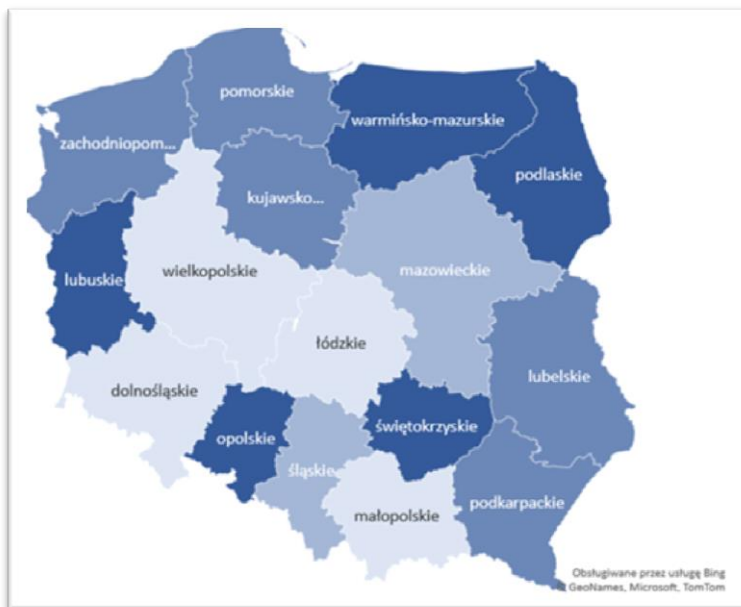 pomorskie
warmińsko-mazurskie
zachodniopom...
podlaskie
kujawsko...
wielkopolskie
mazowieckie
lubuskie
łódzkie
lubelskie
dolnośląskie
świętokrzyskie
opolskie
śląskie
podkarpackie
małopolskie
Obsługiwane przez usługę Bing
© GeoNames, Microsoft, TomTom